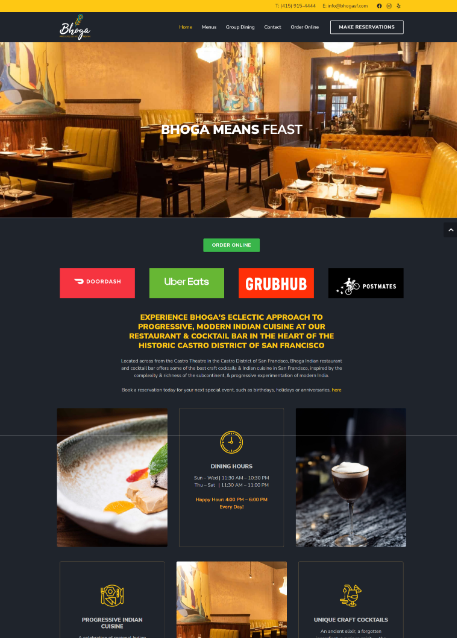 T: (415) 915-4444 E: info@bhogasf.com
Bhoga
Home Menus Group Dining Contact Order Online MAKE RESERVATIONS
BHOGA MEANS FEAST
ORDER ONLINE
DOORDASH Uber Eats GRUBHUB POSTMATES
EXPERIENCE BHOGA'S ECLECTIC APPROACH TO
PROGRESSIVE, MODERN INDIAN CUISINE AT OUR
RESTAURANT & COCKTAIL BAR IN THE HEART OF THE
HISTORIC CASTRO DISTRICT OF SAN FRANCISCO
Located across from the Castro Theatre in the Castro District of San Francisco, Bhoga Indian restaurant
and cocktail bar offers some of the best craft cocktails & Indian cuisine in San Francisco, inspired by the
complexity & richness of the subcontinent, & progressive experimentation of modern India.
Book a reservation today for your next special event, such as birthdays, holidays or anniversaries, here
DINING HOURS
Sun - Wed | 11:30 AM - 10:30 PM
Thu - Sat | 11:30 AM - 11:00 PM
Happy Hour! 4:00 PM - 6:00 PM
Every Day!
PROGRESSIVE INDIAN
CUISINE
UNIQUE CRAFT COCKTAILS
An ancient elixir, a forgotten